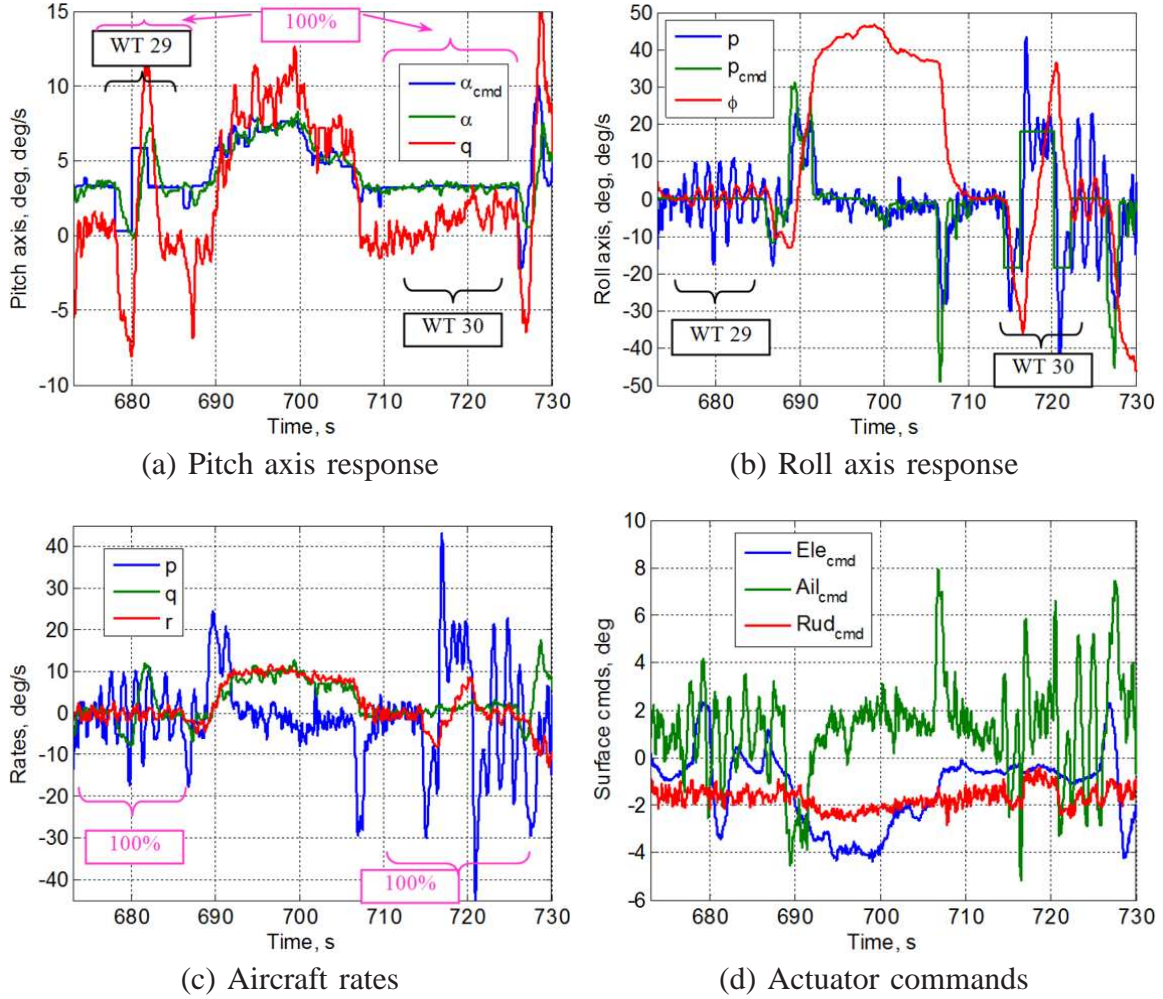 15
10
5
0
-5
-10
Pitch axis, deg, deg/s
100%
WT 29
αcmd
α
q
WT 30
680 690 700 710 720 730
Time, s
(a) Pitch axis response
50
40
30
20
10
0
-10
-20
-30
-40
-50
Roll axis, deg, deg/s
p
pcmd
ϕ
WT 29
WT 30
680 690 700 710 720 730
Time, s
(b) Roll axis response
40
30
20
10
0
-10
-20
-30
-40
Rates, deg/s
p
q
r
100%
100%
680 690 700 710 720 730
Time, s
(c) Aircraft rates
10
8
6
4
2
0
-2
-4
-6
Surface cmds, deg
Elecmd
Ailcmd
Rudcmd
680 690 700 710 720 730
Time, s
(d) Actuator commands